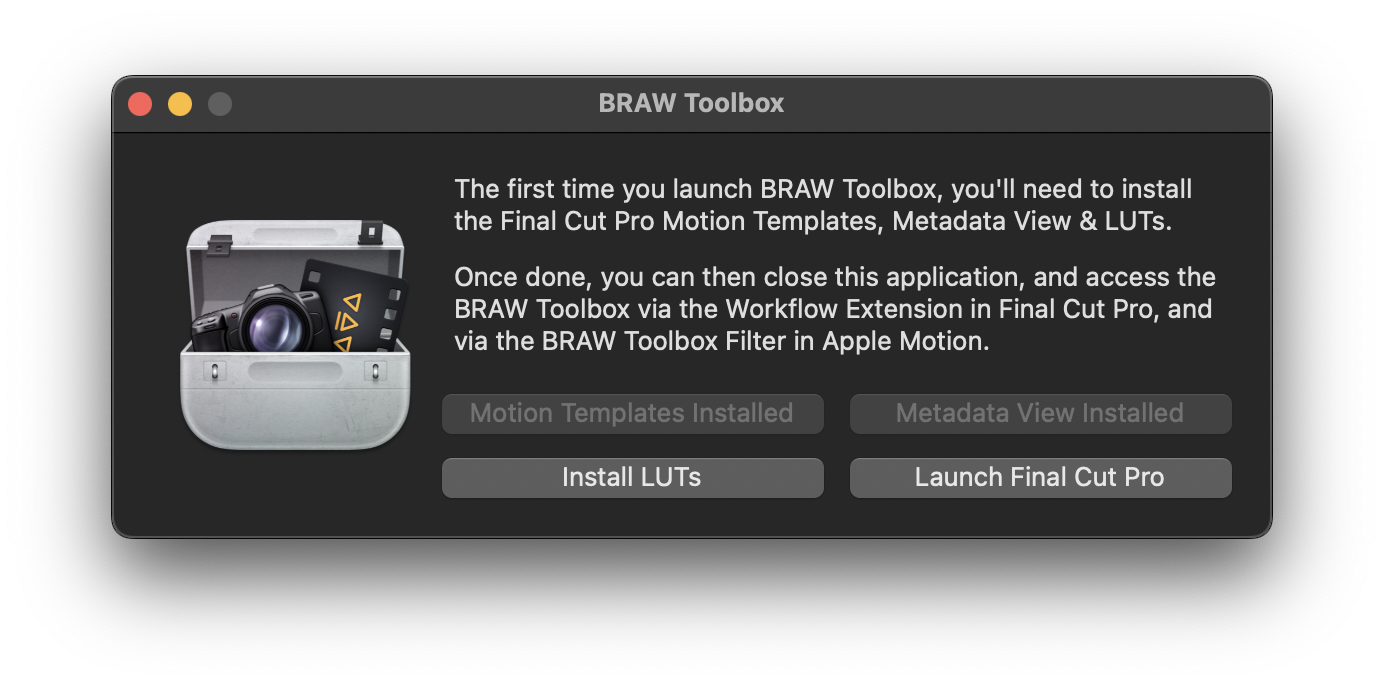 BRAW Toolbox
The first time you launch BRAW Toolbox, you'll need to install
the Final Cut Pro Motion Templates, Metadata View & LUTs.
Once done, you can then close this application, and access the
BRAW Toolbox via the Workflow Extension in Final Cut Pro, and
via the BRAW Toolbox Filter in Apple Motion.
Motion Templates Installed
Metadata View Installed
Install LUTs
Launch Final Cut Pro